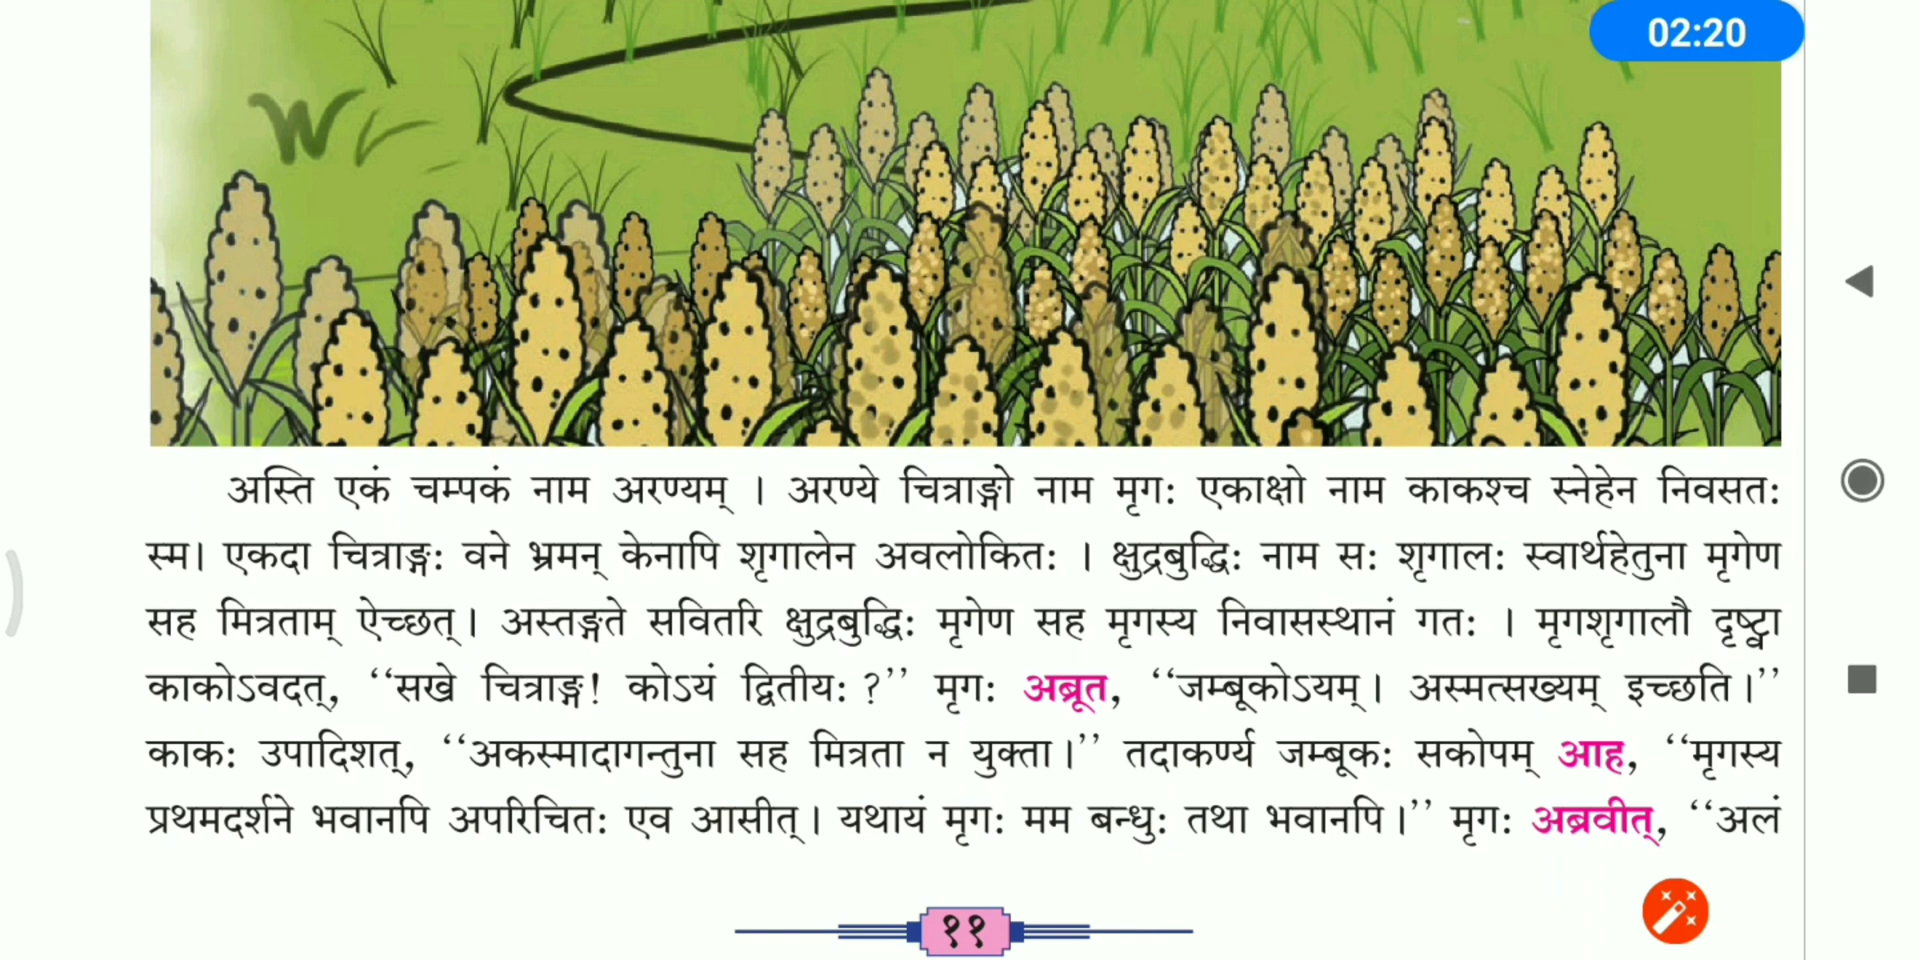 02:20
अस्ति एकं चम्पकं नाम अरण्यम् । अरण्ये चित्राङ्गो नाम मृग: एकाक्षो नाम काकश्च स्नेहेन निवसत:
स्म। एकदा चित्राङ्ग: वने भ्रमन् केनापि शृगालेन अवलोकित: । क्षुद्रबुद्धि: नाम स: शृगाल: स्वार्थहेतुना मृगेण
सह मित्रताम् ऐच्छत्। अस्तङ्गते सवितरि क्षुद्रबुद्धि: मृगेण सह मृगस्य निवासस्थानं गत: । मृगशृगालौ दृष्ट्वा
काकोऽवदत्, ‘‘सखे चित्राङ्ग! कोऽयं द्वितीय: ?’’ मृग: अब्रूत, ‘‘जम्बूकोऽयम्। अस्मत्सख्यम् इच्छति।’’
काक: उपादिशत्, ‘‘अकस्मादागन्तुना सह मित्रता न युक्ता।’’ तदाकर्ण्य जम्बूक: सकोपम् आह, ‘‘मृगस्य
प्रथमदर्शने भवानपि अपरिचित: एव आसीत्। यथायं मृग: मम बन्धु: तथा भवानपि।’’ मृग: अब्रवीत्, ‘‘अलं
११